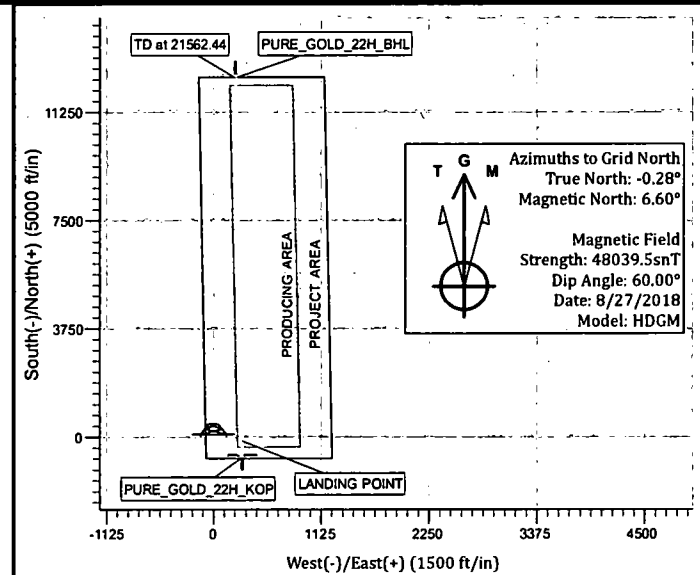 TD at 21562.44
PURE_GOLD_22H_BHL
11250
7500
3750
0
South(-)/North(+) (5000 ft/in)
PRODUCING AREA
PROJECT AREA
T G M
Azimuths to Grid North
True North: -0.28°
Magnetic North: 6.60°
Magnetic Field
Strength: 48039.5snT
Dip Angle: 60.00°
Date: 8/27/2018
Model: HDGM
PURE_GOLD_22H_KOP
LANDING POINT
-1125
0
1125
2250
3375
4500
West(-)/East(+) (1500 ft/in)